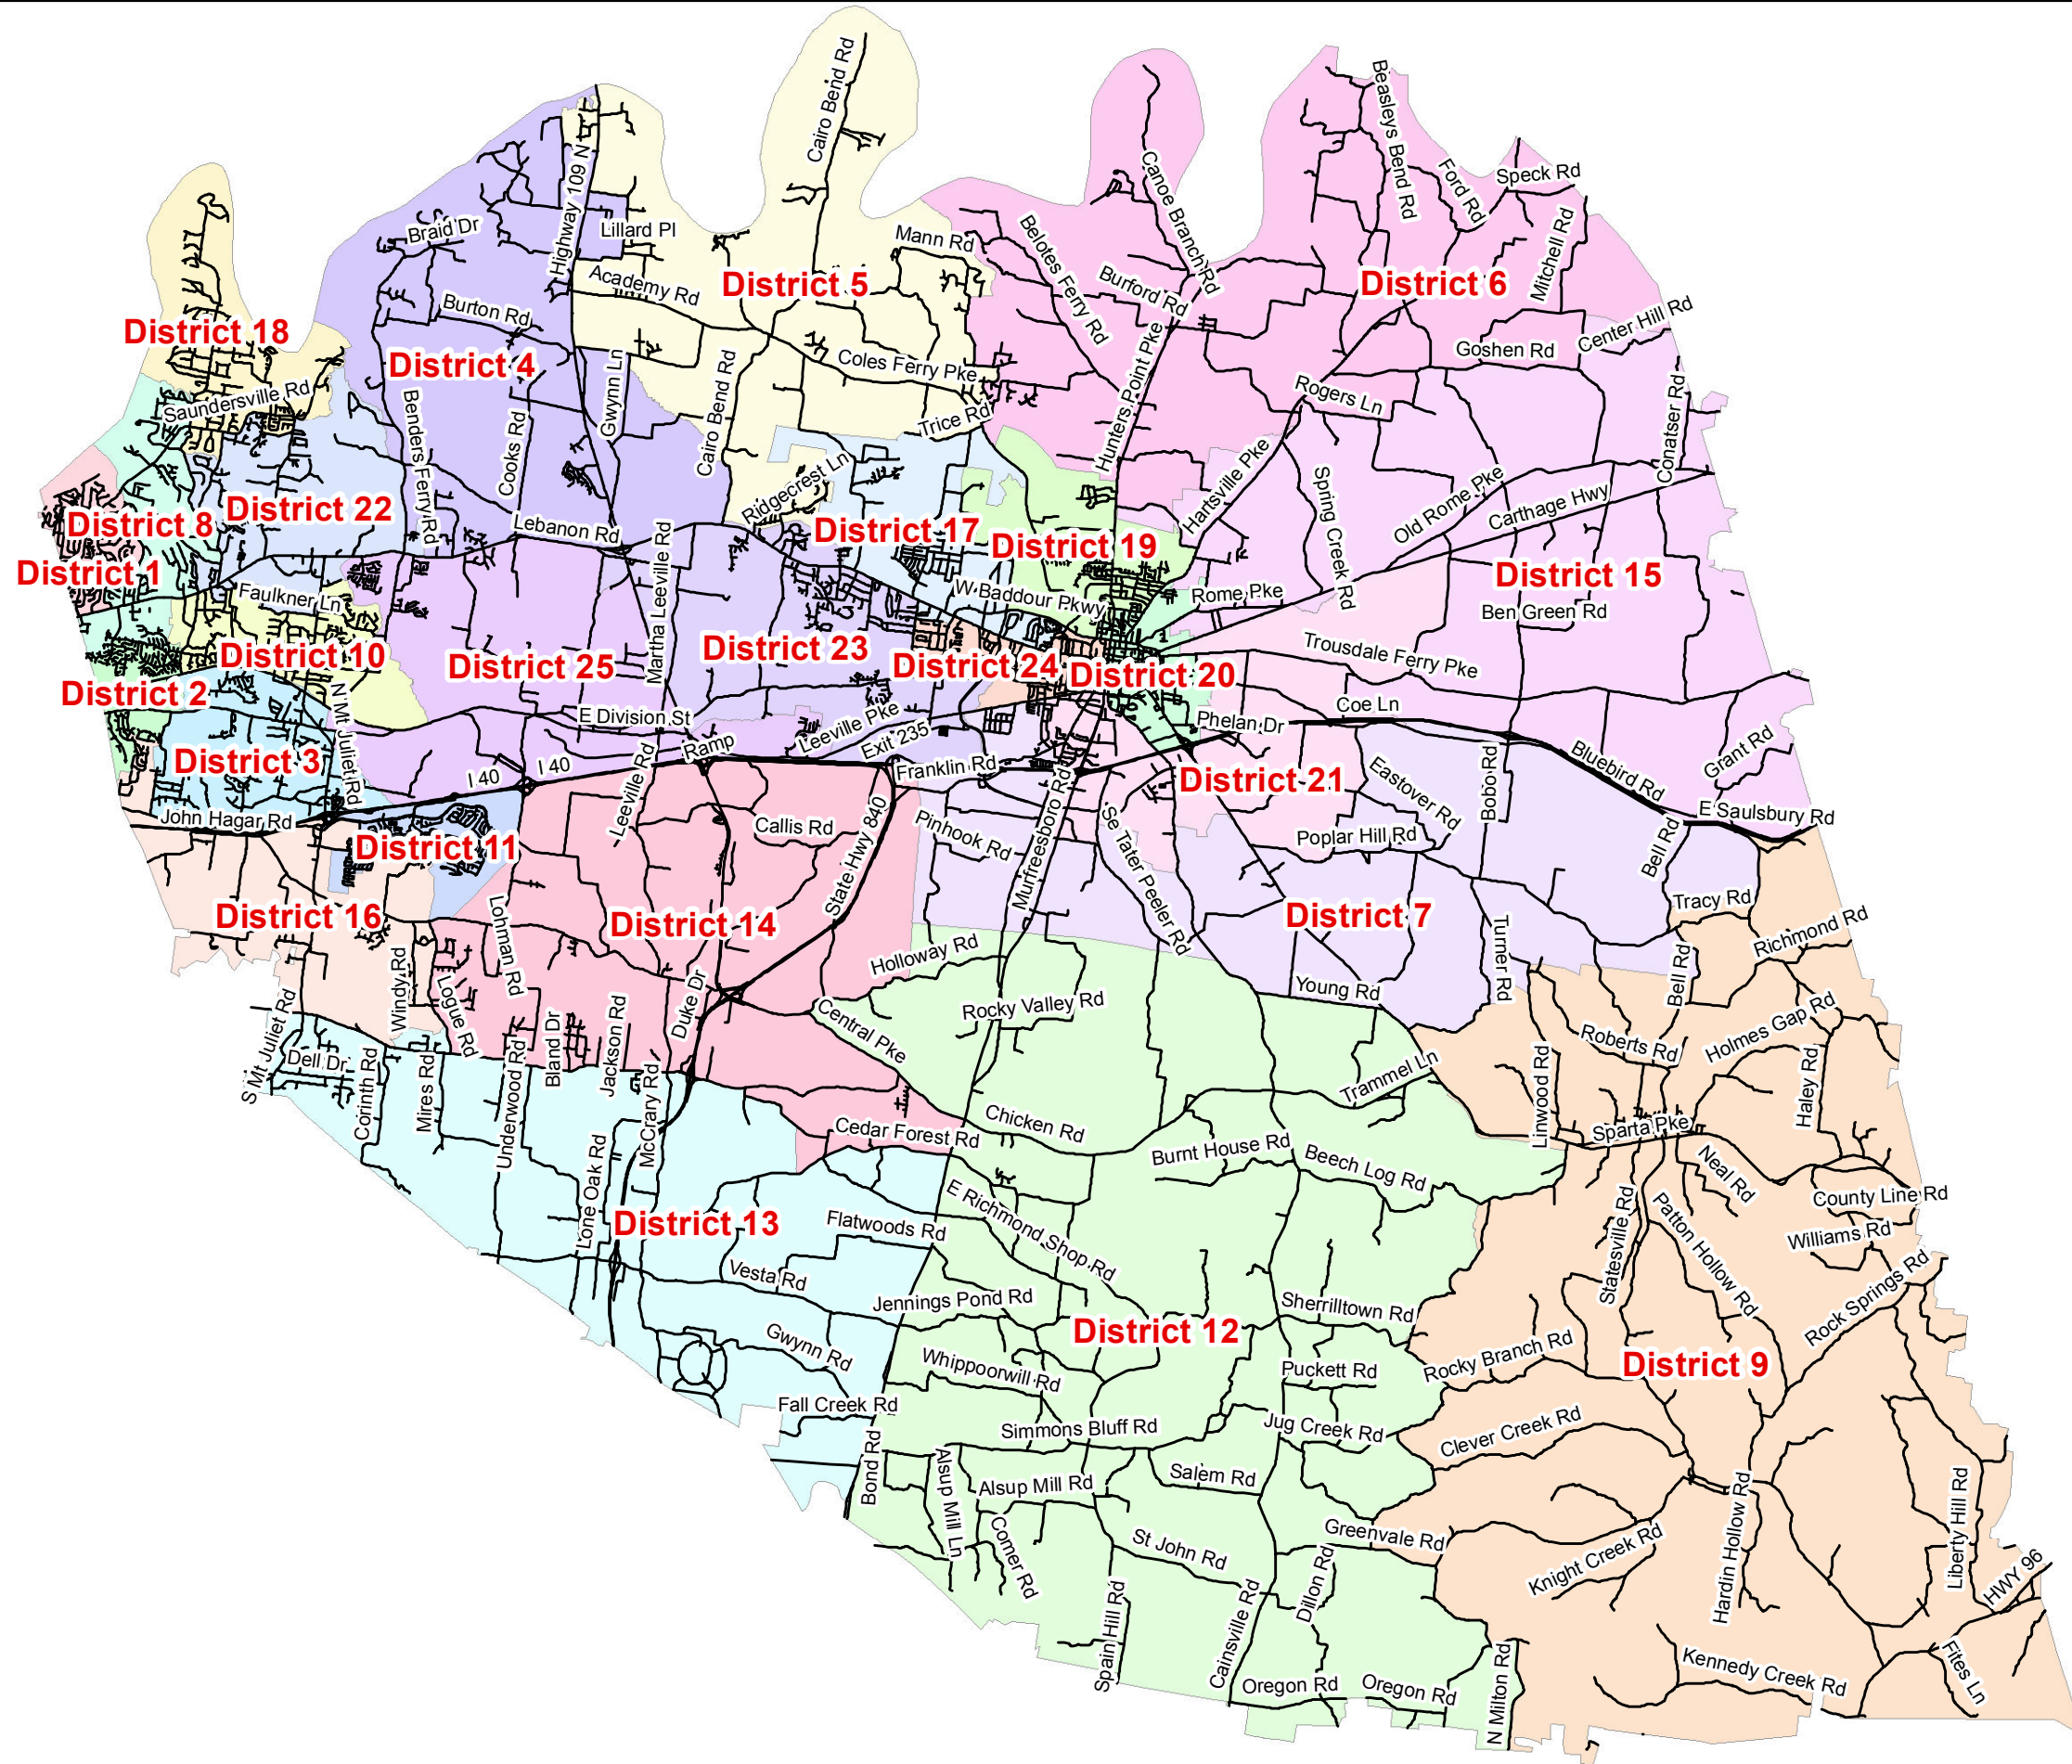 Cairo Bend Rd
Beasleys Bend Rd
Highway 109 N
Canoe Branch Rd
Ford Rd
Speck Rd
Braid Dr
Lillard Pl
Mann Rd
Belotes Ferry Rd
Mitchell Rd
Academy Rd
District 5
Burford Rd
District 6
Burton Rd
District 18
Center Hill Rd
District 4
Gwynn Ln
Coles Ferry Pke
Goshen Rd
Hunters Point Pke
Saundersville Rd
Cairo Bend Rd
Rogers Ln
Conatser Rd
Benders Ferry Rd
Cooks Rd
Trice Rd
Hartsville Pke
Ridgecrest Ln
Spring Creek Rd
Old Rome Pke
Carthage Hwy
District 8
District 22
Lebanon Rd
District 17
District 19
District 1
Martha Leeville Rd
District 15
Faulkner Ln
W Baddour Pkwy
Rome Pke
Ben Green Rd
District 10
District 25
District 23
District 24
District 20
Trousdale Ferry Pke
District 2
N Mt Juliet Rd
E Division St
Leeville Pke
Phelan Dr
Coe Ln
District 3
I 40
I 40
Leeville Rd
Ramp
Exit 235
Franklin Rd
District 21
Eastover Rd
Bobo Rd
Bluebird Rd
Grant Rd
John Hagar Rd
Callis Rd
State Hwy 840
Pinhook Rd
Murfreesboro Rd
Se Tater Peeler Rd
Poplar Hill Rd
E Saulsbury Rd
Bell Rd
District 11
District 16
Lohman Rd
District 14
District 7
Turner Rd
Tracy Rd
Richmond Rd
Windy Rd
Logue Rd
Holloway Rd
Bell Rd
Duke Dr
Rocky Valley Rd
Young Rd
S Mt Juliet Rd
Bland Dr
Jackson Rd
Central Pke
Holmes Gap Rd
Roberts Rd
Dell Dr
Corinth Rd
Mires Rd
Underwood Rd
McCrary Rd
Trammel Ln
Linwood Rd
Haley Rd
Cedar Forest Rd
Chicken Rd
Sparta Pke
Lone Oak Rd
Burnt House Rd
Beech Log Rd
Neal Rd
County Line Rd
District 13
E Richmond Shop Rd
Flatwoods Rd
Statesville Rd
Patton Hollow Rd
Williams Rd
Vesta Rd
Jennings Pond Rd
Sherrilltown Rd
Rock Springs Rd
District 12
Gwynn Rd
Whippoorwill Rd
Puckett Rd
Rocky Branch Rd
District 9
Fall Creek Rd
Simmons Bluff Rd
Jug Creek Rd
Clever Creek Rd
Bond Rd
Alsup Mill Ln
Alsup Mill Rd
Salem Rd
Comer Rd
St John Rd
Greenvale Rd
Knight Creek Rd
Hardin Hollow Rd
Liberty Hill Rd
HWY 96
Spain Hill Rd
Cainsville Rd
Dillon Rd
Oregon Rd
Oregon Rd
N Milton Rd
Kennedy Creek Rd
Fites Ln